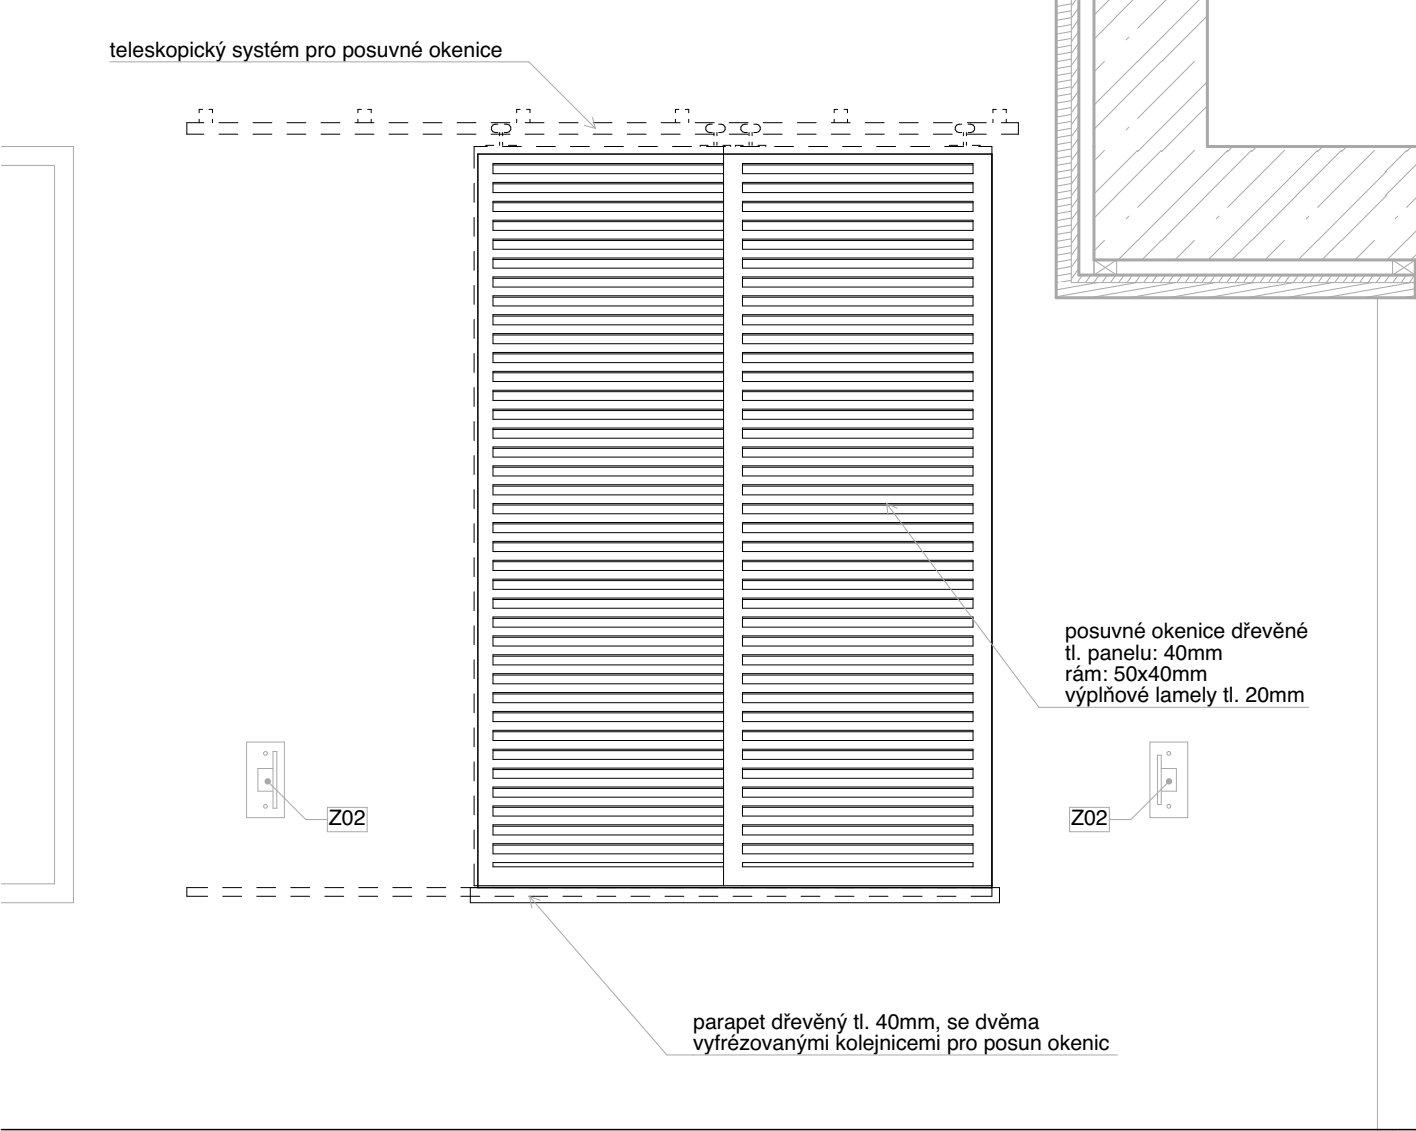 teleskopický systém pro posuvné okenice
posuvné okenice dřevěné
tl. panelu: 40mm
rám: 50x40mm
výplňové lamely tl. 20mm
Z02
Z02
parapet dřevěný tl. 40mm, se dvěma
vyfrézovanými kolejnicemi pro posun okenic